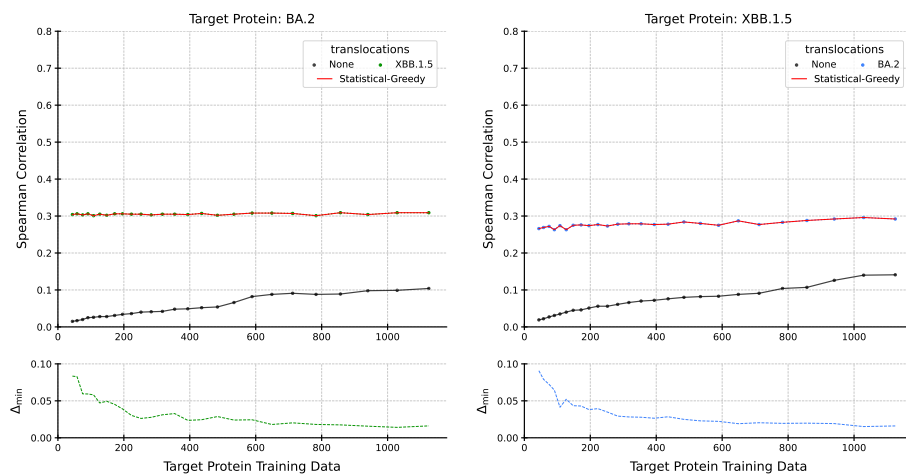 Target Protein: BA.2
0.8
0.7
0.6
0.5
0.4
0.3
0.2
0.1
0.0
Spearman Correlation
translocations
None XBB.1.5
Statistical-Greedy
0 200 400 600 800 1000
0.10
0.05
0.00
Δmin
0 200 400 600 800 1000
Target Protein Training Data
Target Protein: XBB.1.5
0.8
0.7
0.6
0.5
0.4
0.3
0.2
0.1
0.0
Spearman Correlation
translocations
None BA.2
Statistical-Greedy
0 200 400 600 800 1000
0.10
0.05
0.00
Δmin
0 200 400 600 800 1000
Target Protein Training Data